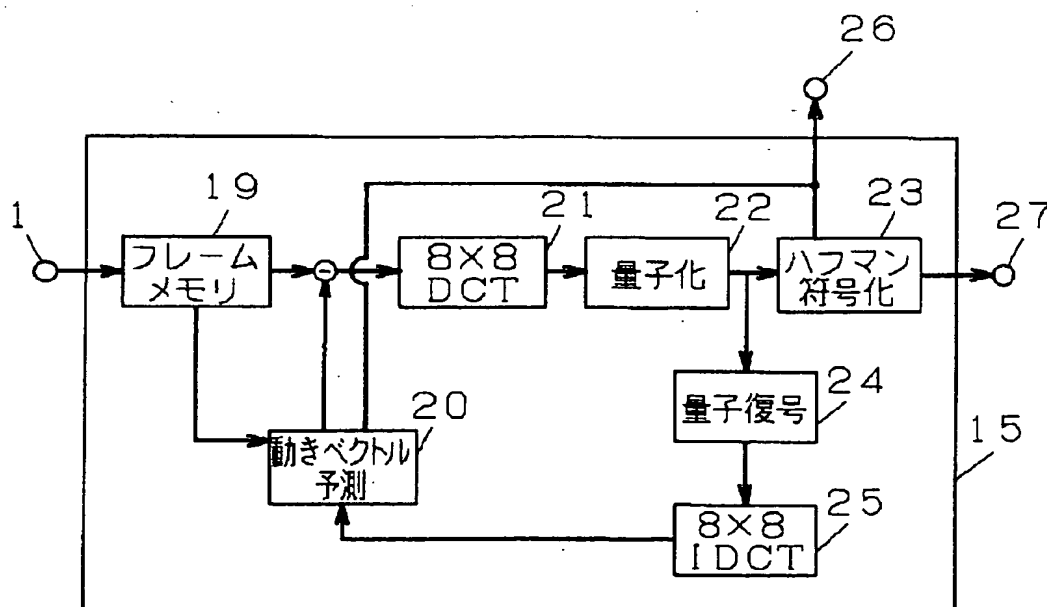 26
19
21
22
23
27
1
フレーム
メモリ
8×8
DCT
量子化
ハフマン
符号化
24
量子復号
20
15
動きベクトル
予測
25
8×8
IDCT